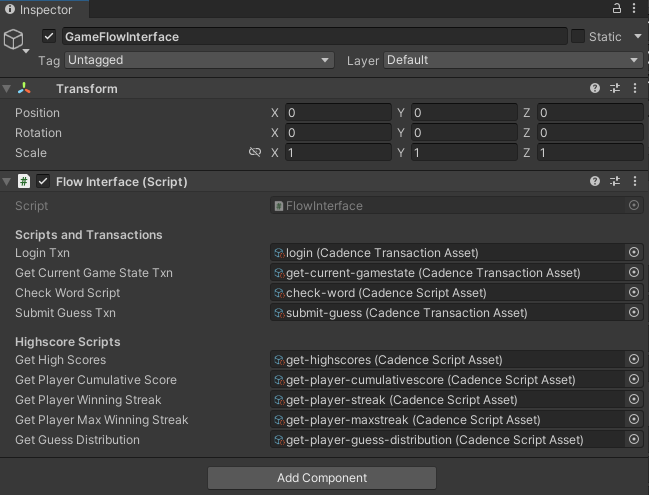 Inspector
GameFlowInterface Static
Tag Untagged Layer Default
Transform
Position X 0 Y 0 Z 0
Rotation X 0 Y 0 Z 0
Scale X 1 Y 1 Z 1
# Flow Interface (Script)
Script # FlowInterface
Scripts and Transactions
Login Txn login (Cadence Transaction Asset)
Get Current Game State Txn get-current-gamestate (Cadence Transaction Asset)
Check Word Script check-word (Cadence Script Asset)
Submit Guess Txn submit-guess (Cadence Transaction Asset)
Highscore Scripts
Get High Scores get-highscores (Cadence Script Asset)
Get Player Cumulative Score get-player-cumulativescore (Cadence Script Asset)
Get Player Winning Streak get-player-streak (Cadence Script Asset)
Get Player Max Winning Streak get-player-maxstreak (Cadence Script Asset)
Get Guess Distribution get-player-guess-distribution (Cadence Script Asset)
Add Component